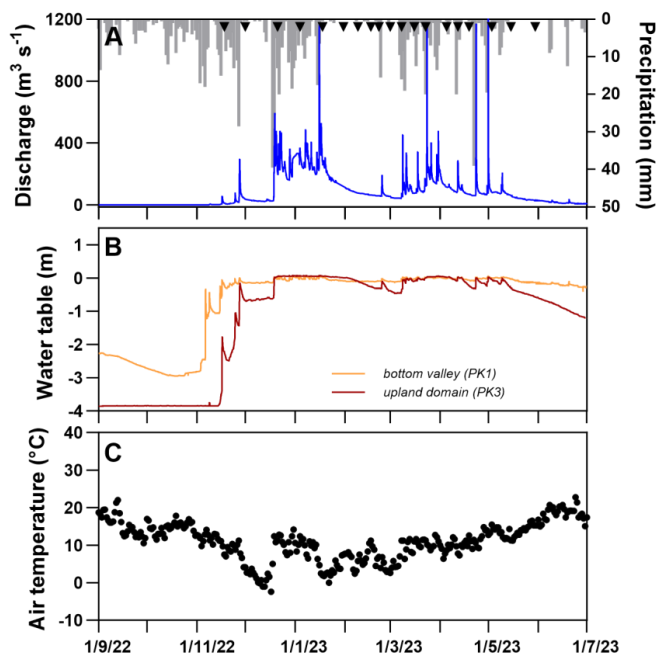 A
Discharge (m³ s⁻¹)
1200
800
400
0
Precipitation (mm)
0
10
20
30
40
50
B
Water table (m)
1
0
-1
-2
-3
-4
bottom valley (PK1)
upland domain (PK3)
C
Air temperature (°C)
40
30
20
10
0
-10
1/9/22 1/11/22 1/1/23 1/3/23 1/5/23 1/7/23